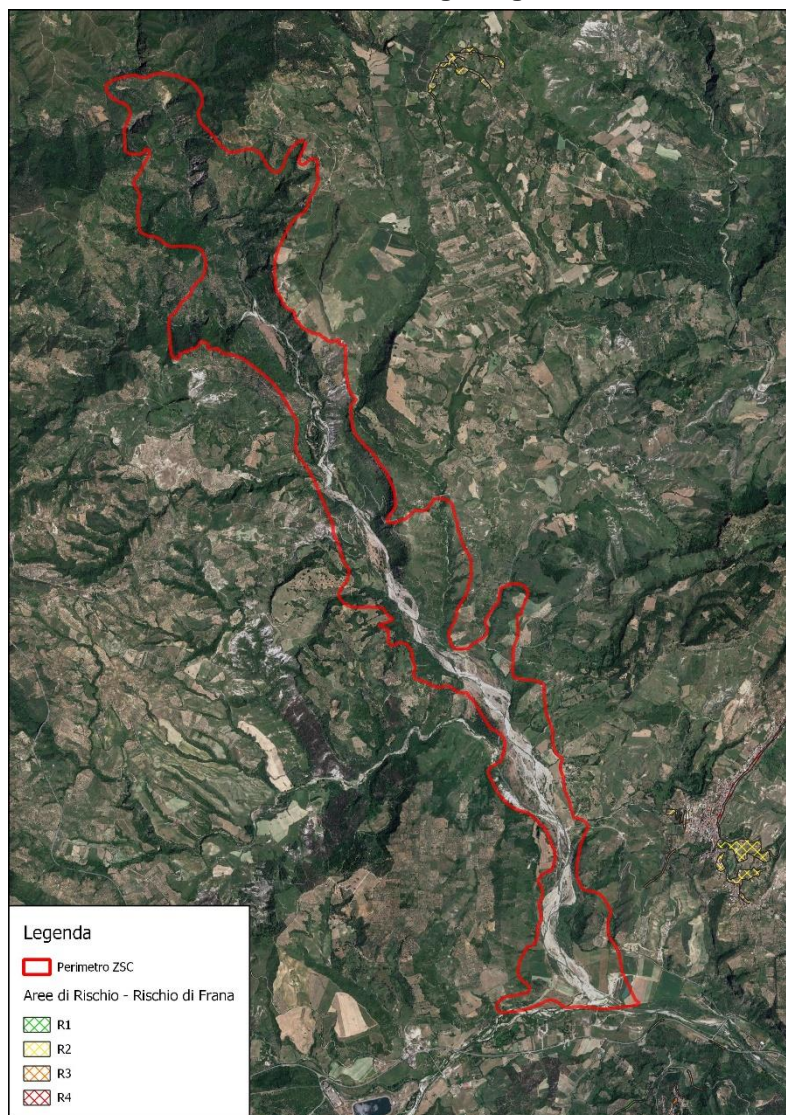 Legenda
Perimetro ZSC
Aree di Rischio - Rischio di Frana
R1
R2
R3
R4